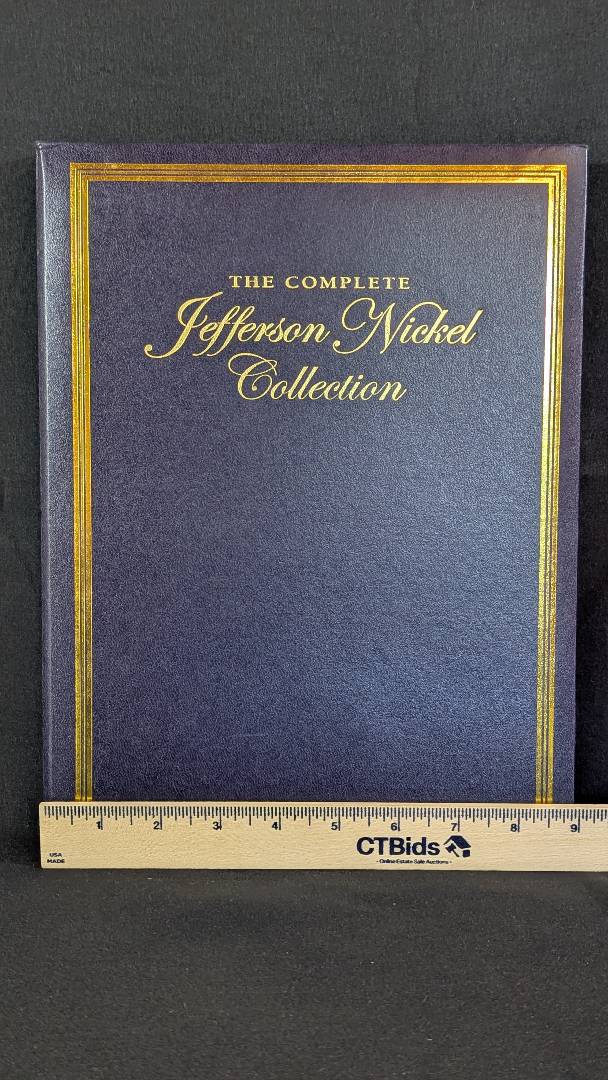 THE COMPLETE
Jefferson Nickel
Collection
1 2 3 4 5 6 7 8 9
CTBids
- Online Estate Sale Auctions -
USA
MADE